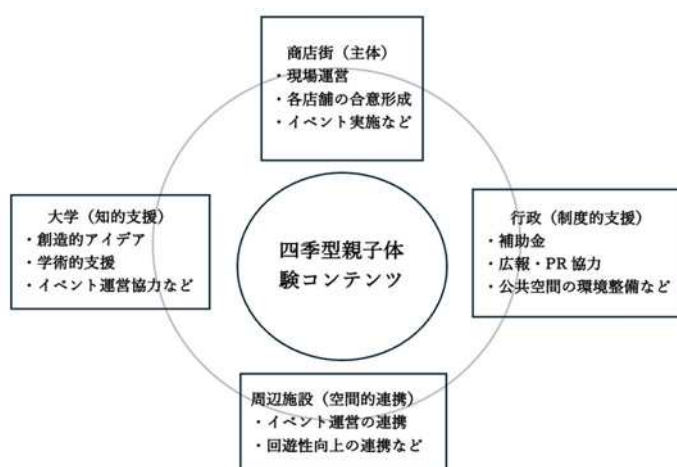 商店街（主体）
・現場運営
・各店舗の合意形成
・イベント実施など
大学（知的支援）
・創造的アイデア
・学術的支援
・イベント運営協力など
四季型親子体
験コンテンツ
行政（制度的支援）
・補助金
・広報・PR 協力
・公共空間の環境整備など
周辺施設（空間的連携）
・イベント運営の連携
・回遊性向上の連携など